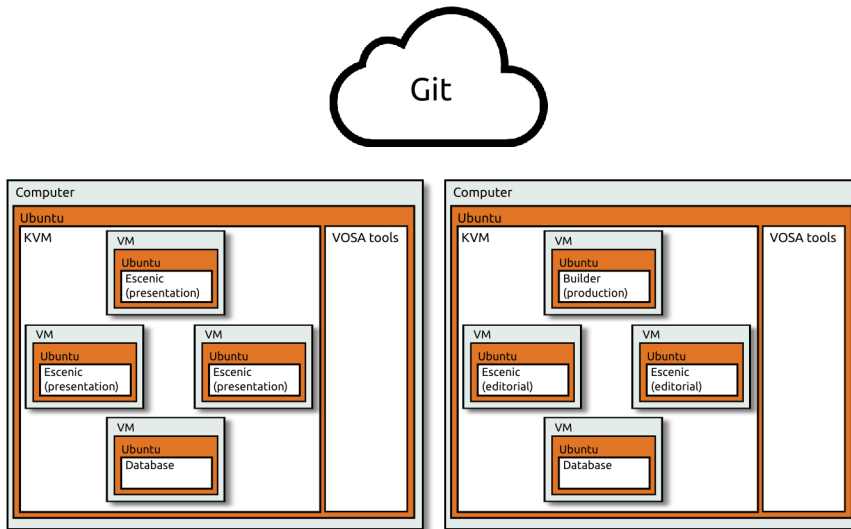 Git
Computer
Ubuntu
KVM
VOSA tools
VM
Ubuntu
Escenic
(presentation)
VM
Ubuntu
Escenic
(presentation)
VM
Ubuntu
Escenic
(presentation)
VM
Ubuntu
Database
Computer
Ubuntu
KVM
VOSA tools
VM
Ubuntu
Builder
(production)
VM
Ubuntu
Escenic
(editorial)
VM
Ubuntu
Escenic
(editorial)
VM
Ubuntu
Database